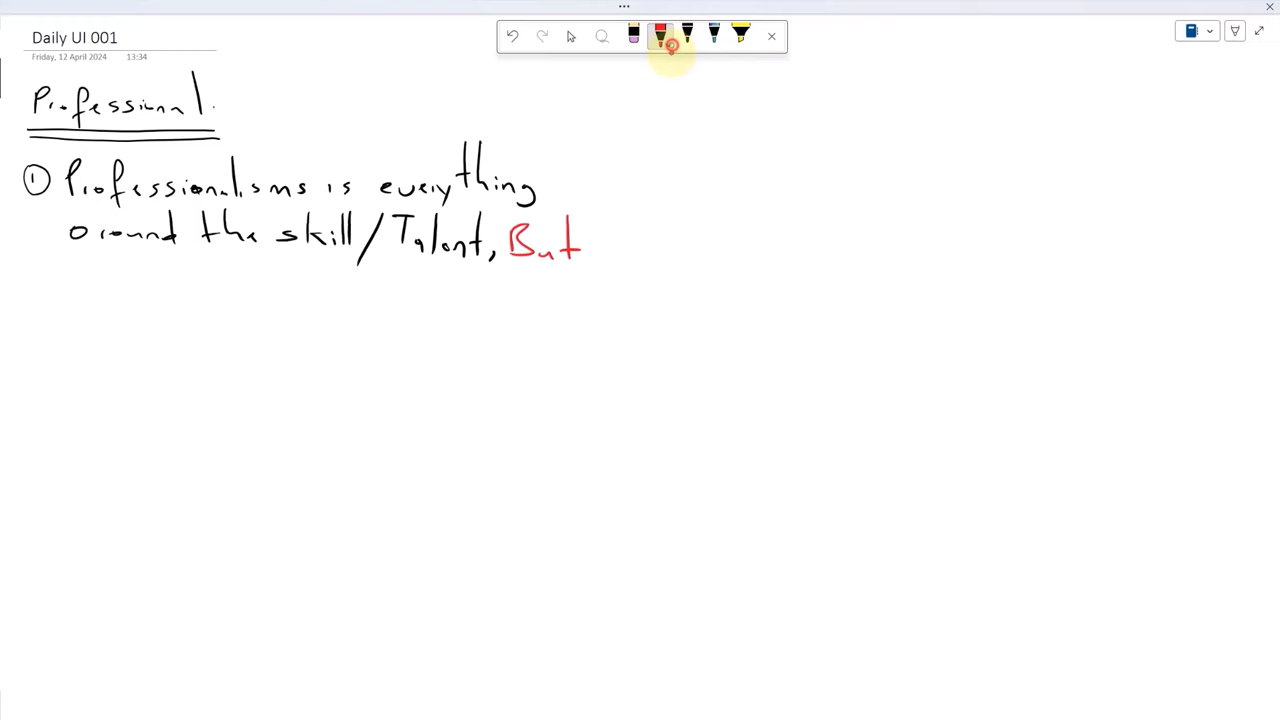 Daily UI 001
Friday, 12 April 2024 13:34
Professional.
① Professionalisms is everything
around the skill/Talent, But